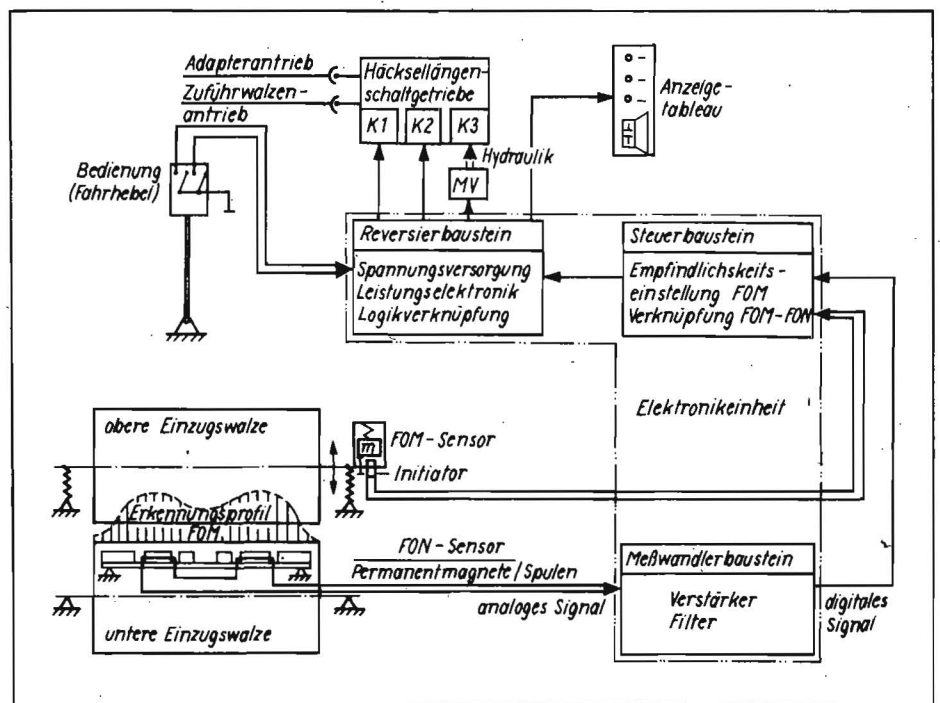 Adapterantrieb
Zuführwalzen-
antrieb
Häcksellängen-
schaltgetriebe
K1 K2 K3
Hydraulik
MV
Anzeige-
tableau
Bedienung
(Fahrhebel)
Reversierbaustein
Spannungsversorgung
Leistungselektronik
Logikverknüpfung
Steuerbaustein
Empfindlichskeits-
einstellung FOM
Verknüpfung FOM-FON
Elektronikeinheit
obere Einzugswalze
FOM-Sensor
m
Initiator
Erkennungsprofil
FOM
FON-Sensor
Permanentmagnete/Spulen
analoges Signal
untere Einzugswalze
Meßwandlerbaustein
Verstärker
Filter
digitales
Signal